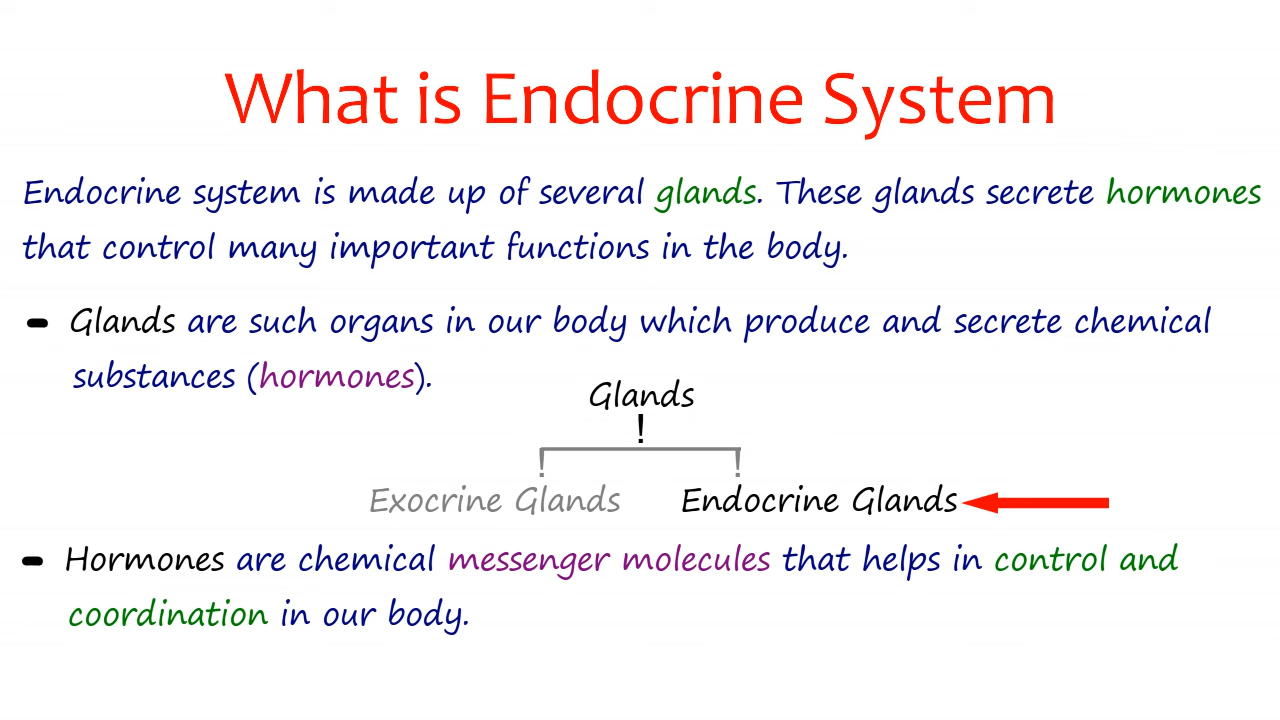 What is Endocrine System
Endocrine system is made up of several glands. These glands secrete hormones
that control many important functions in the body.
- Glands are such organs in our body which produce and secrete chemical
substances (hormones).
Glands
Exocrine Glands Endocrine Glands
- Hormones are chemical messenger molecules that helps in control and
coordination in our body.